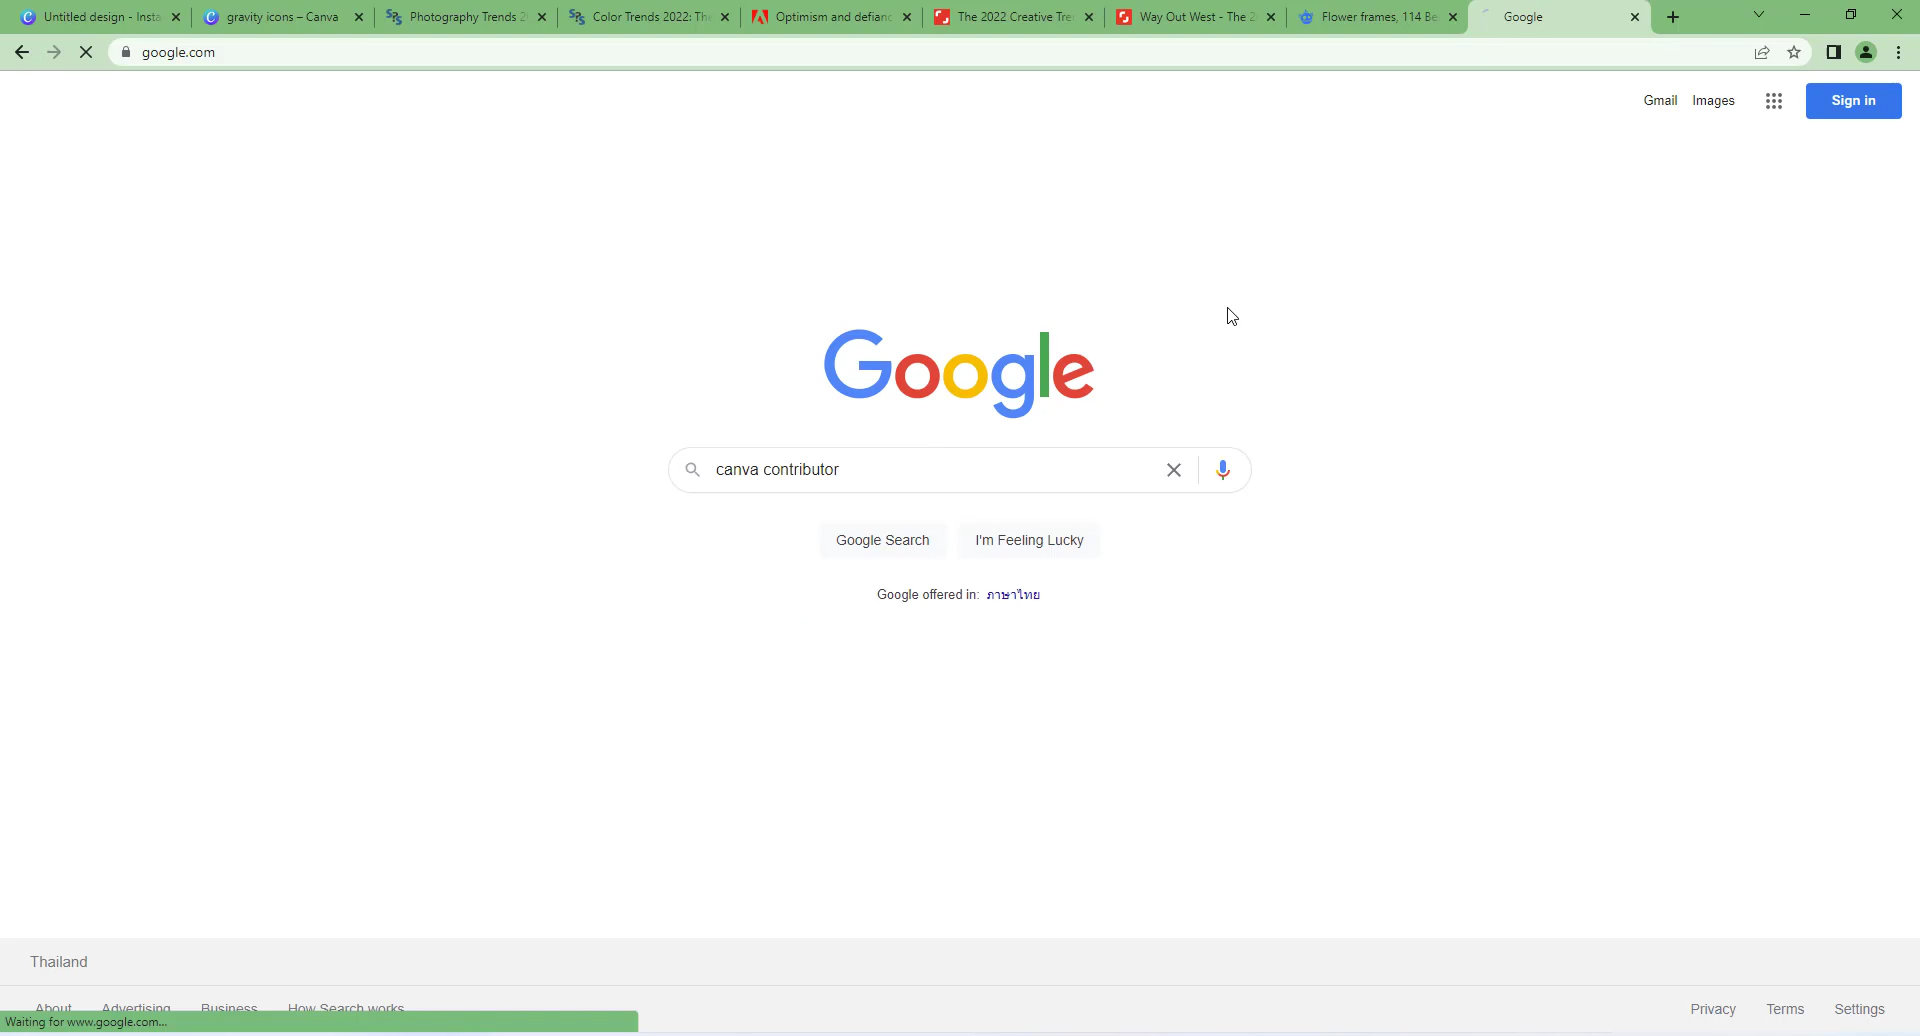 Untitled design - Insta
gravity icons – Canva
Photography Trends 2
Color Trends 2022: The
Optimism and defianc
The 2022 Creative Tre
Way Out West - The 2
Flower frames, 114 Be
Google
google.com
Gmail
Images
Sign in
Google
canva contributor
Google Search
I'm Feeling Lucky
Google offered in: ภาษาไทย
Thailand
About
Advertising
Business
How Search works
Privacy
Terms
Settings
Waiting for www.google.com...